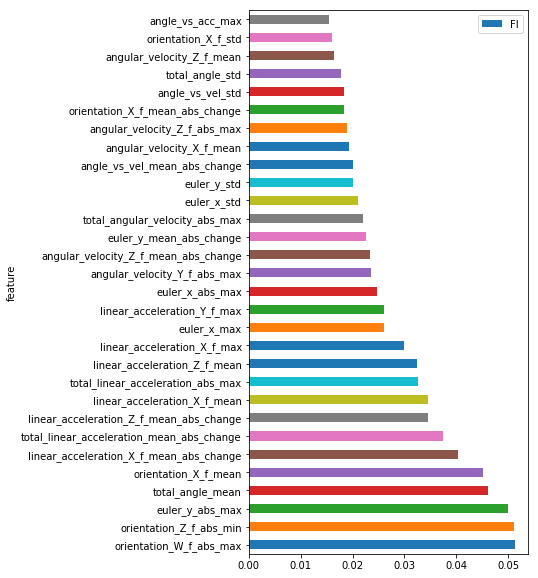 angle_vs_acc_max
orientation_X_f_std
angular_velocity_Z_f_mean
total_angle_std
angle_vs_vel_std
orientation_X_f_mean_abs_change
angular_velocity_Z_f_abs_max
angular_velocity_X_f_mean
angle_vs_vel_mean_abs_change
euler_y_std
euler_x_std
total_angular_velocity_abs_max
euler_y_mean_abs_change
angular_velocity_Z_f_mean_abs_change
angular_velocity_Y_f_abs_max
euler_x_abs_max
linear_acceleration_Y_f_max
euler_x_max
linear_acceleration_X_f_max
linear_acceleration_Z_f_mean
total_linear_acceleration_abs_max
linear_acceleration_X_f_mean
linear_acceleration_Z_f_mean_abs_change
total_linear_acceleration_mean_abs_change
linear_acceleration_X_f_mean_abs_change
orientation_X_f_mean
total_angle_mean
euler_y_abs_max
orientation_Z_f_abs_min
orientation_W_f_abs_max
feature
FI
0.00 0.01 0.02 0.03 0.04 0.05